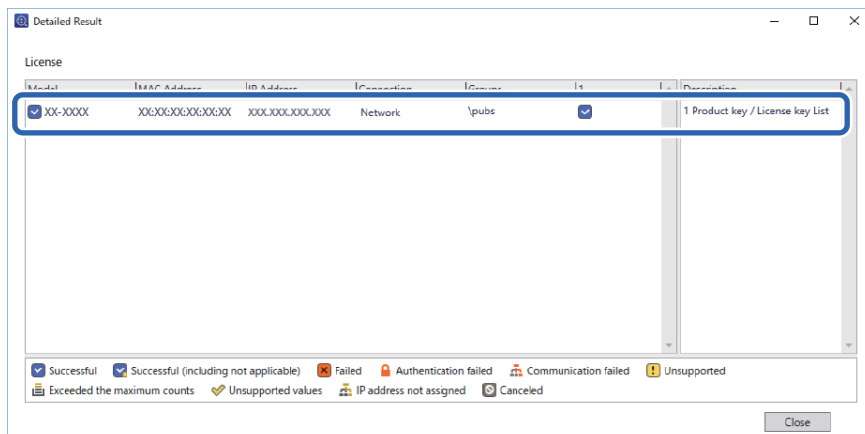 Detailed Result
License
Model MAC Address IP Address Connection Groups 1 Description
XX-XXXX XX:XX:XX:XX:XX:XX XXX.XXX.XXX.XXX Network \pubs 1 Product key / License key List
Successful Successful (including not applicable) Failed Authentication failed Communication failed Unsupported
Exceeded the maximum counts Unsupported values IP address not assigned Canceled
Close